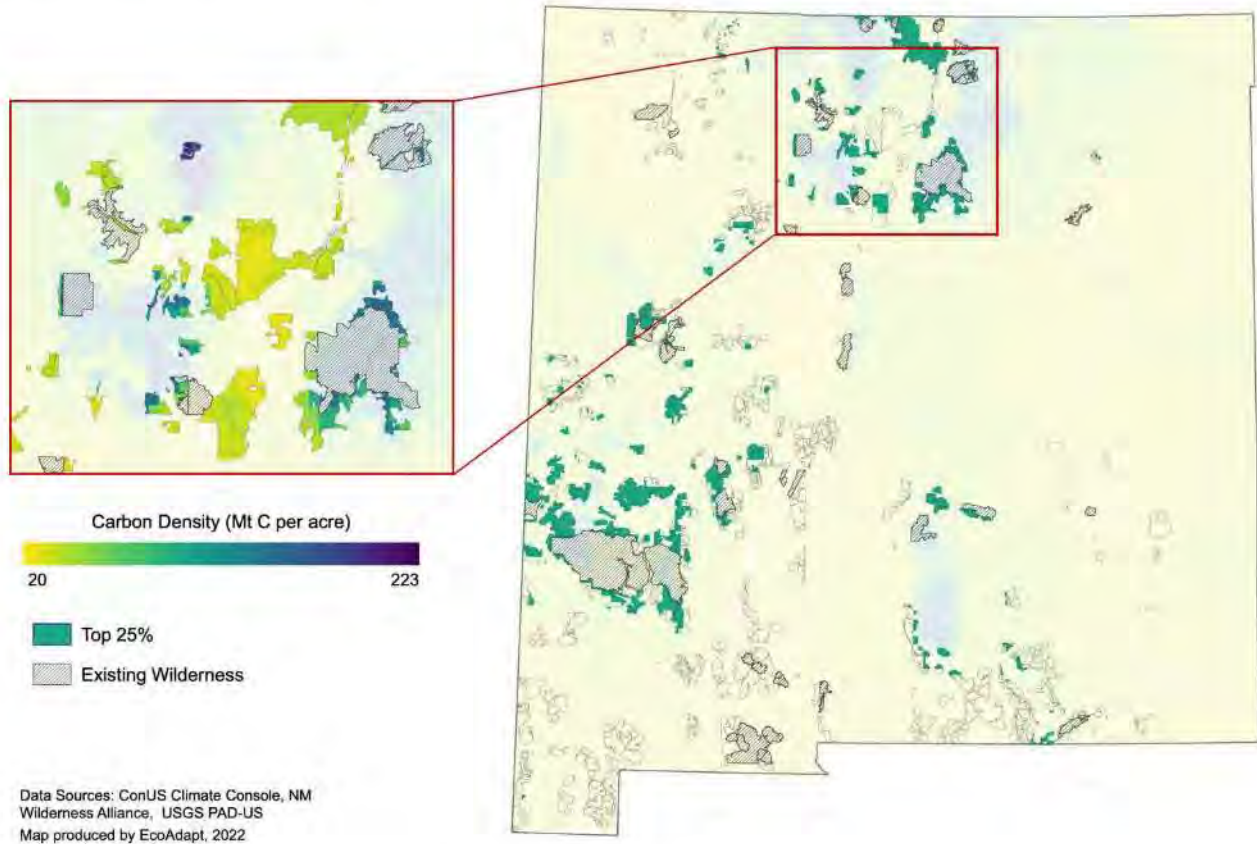 Carbon Density (Mt C per acre)
20 223
Top 25%
Existing Wilderness
Data Sources: ConUS Climate Console, NM
Wilderness Alliance, USGS PAD-US
Map produced by EcoAdapt, 2022